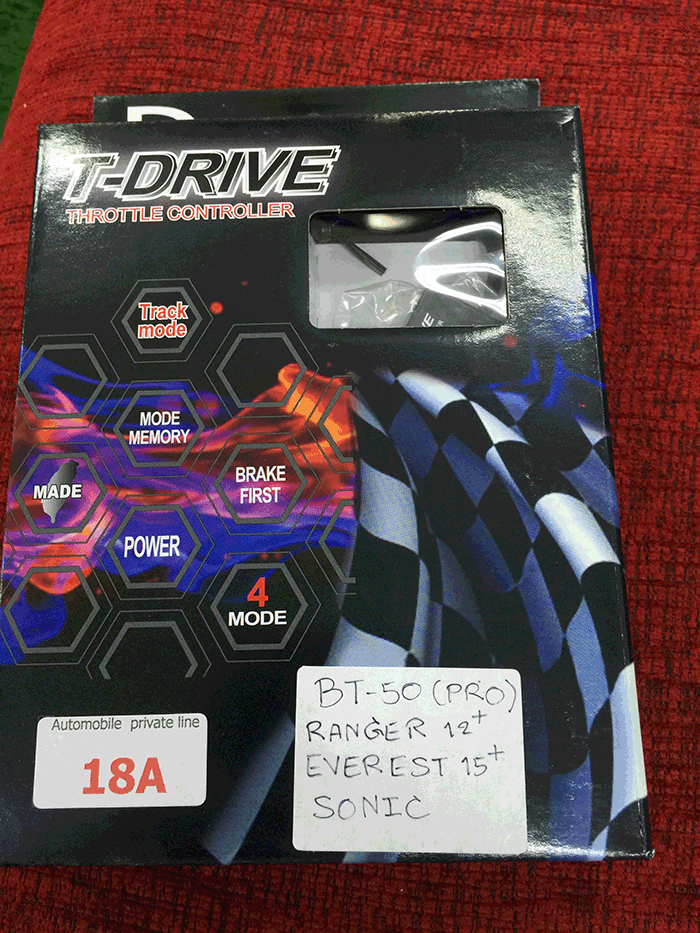 T-DRIVE
THROTTLE CONTROLLER
Track
mode
MODE
MEMORY
MADE
BRAKE
FIRST
POWER
4
MODE
BT-50 (PRO)
RANGER 12+
EVEREST 15+
SONIC
Automobile private line
18A